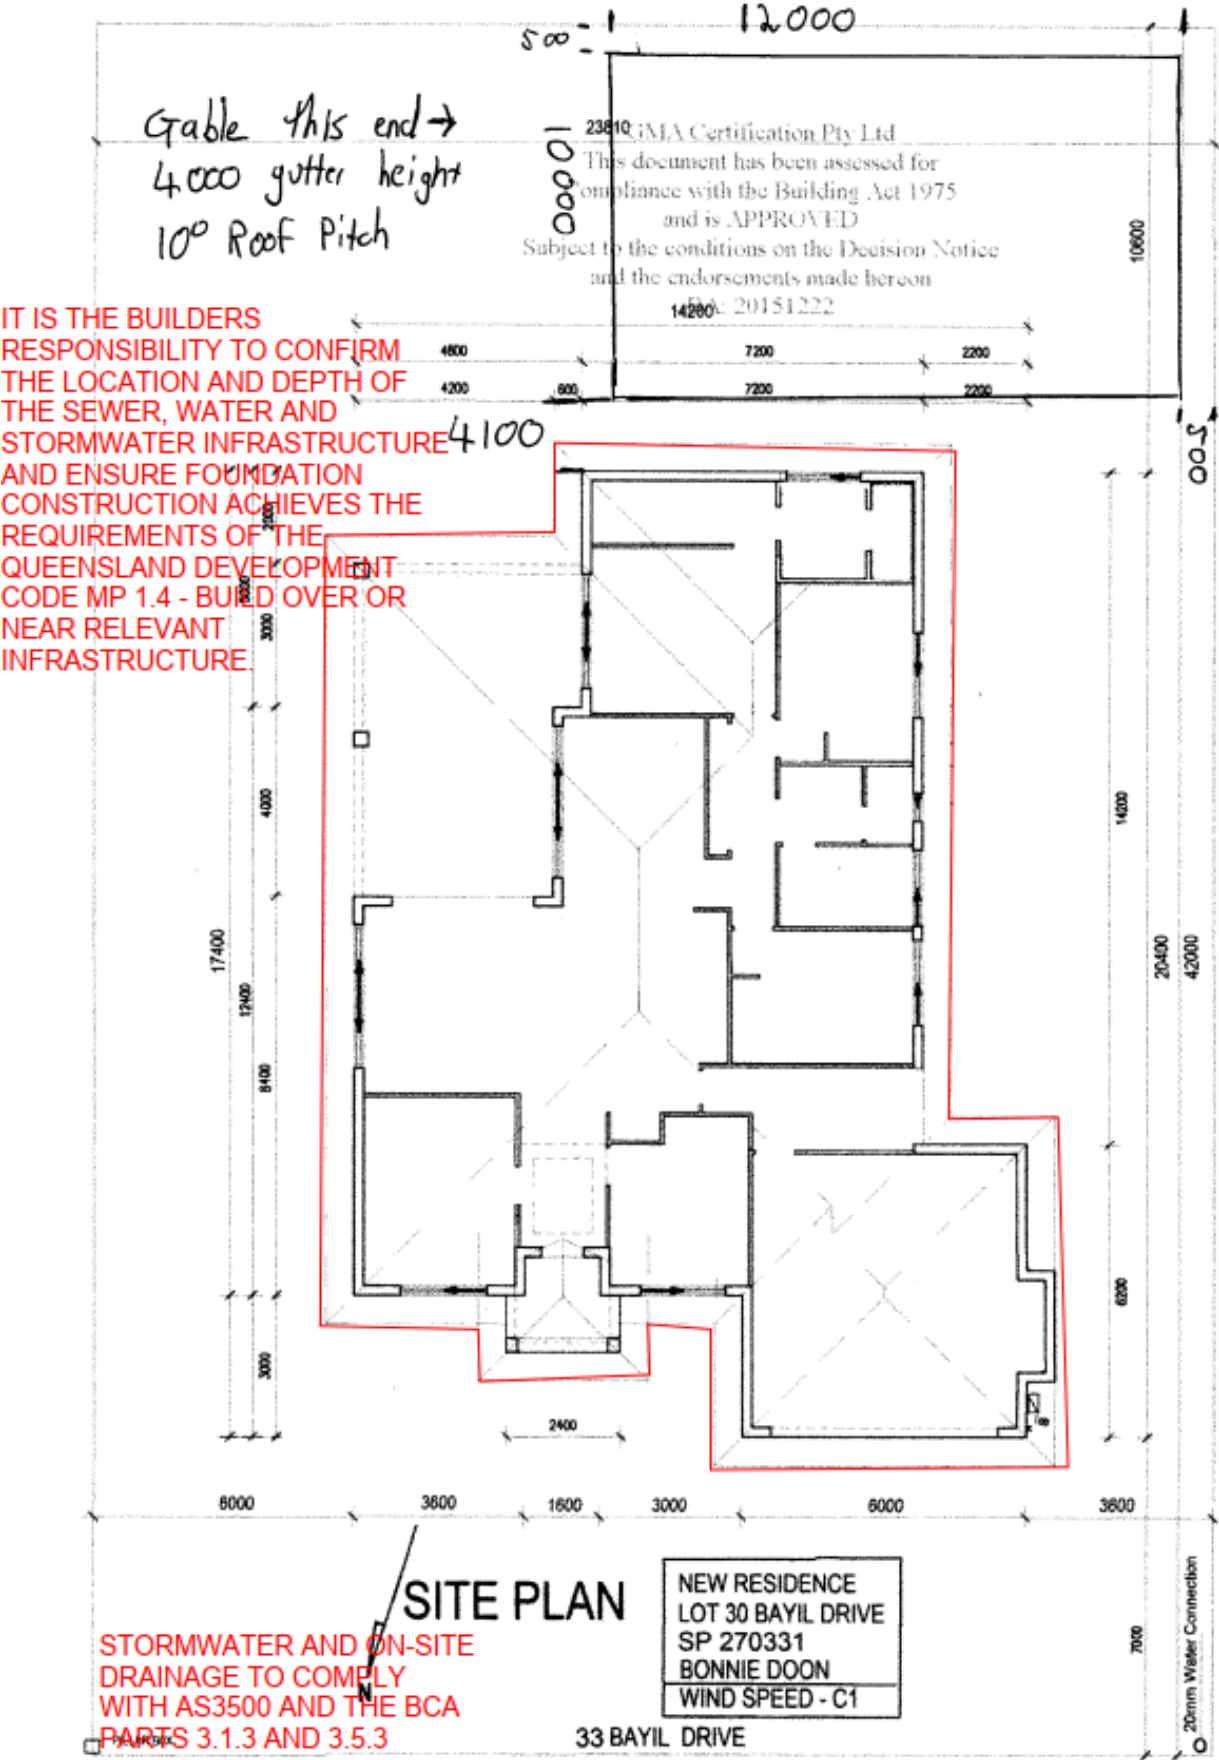 12000
500
Gable this end →
4000 gutter height
10° Roof Pitch
10000
23810
GMA Certification Pty Ltd
This document has been assessed for
compliance with the Building Act 1975
and is APPROVED
Subject to the conditions on the Decision Notice
and the endorsements made hereon
DA: 20151222
10600
14200
4800 7200 2200
4200 600 7200 2200
4100
500
IT IS THE BUILDERS
RESPONSIBILITY TO CONFIRM
THE LOCATION AND DEPTH OF
THE SEWER, WATER AND
STORMWATER INFRASTRUCTURE
AND ENSURE FOUNDATION
CONSTRUCTION ACHIEVES THE
REQUIREMENTS OF THE
QUEENSLAND DEVELOPMENT
CODE MP 1.4 - BUILD OVER OR
NEAR RELEVANT
INFRASTRUCTURE.
2000
3000
4000
14200
17400
12400
8400
20400
42000
6200
3000
2400
6000 3600 1600 3000 6000 3600
SITE PLAN
N
NEW RESIDENCE
LOT 30 BAYIL DRIVE
SP 270331
BONNIE DOON
WIND SPEED - C1
7000
20mm Water Connection
STORMWATER AND ON-SITE
DRAINAGE TO COMPLY
WITH AS3500 AND THE BCA
PARTS 3.1.3 AND 3.5.3
33 BAYIL DRIVE